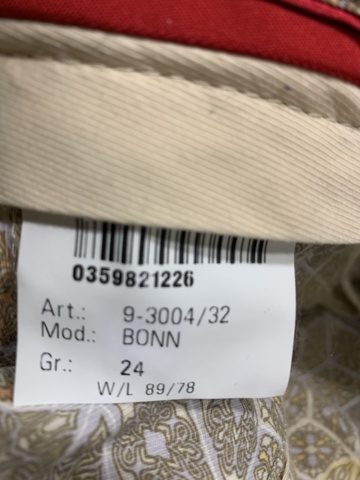 0359821226
Art.: 9-3004/32
Mod.: BONN
Gr.: 24
W/L 89/78